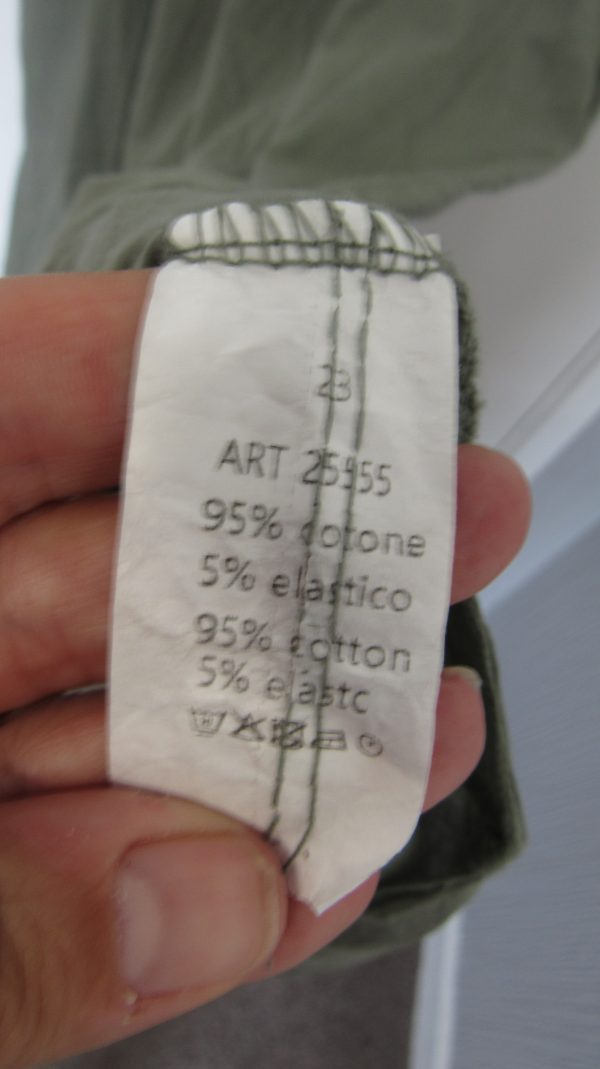 23
ART 25555
95% cotone
5% elastico
95% cotton
5% elastc